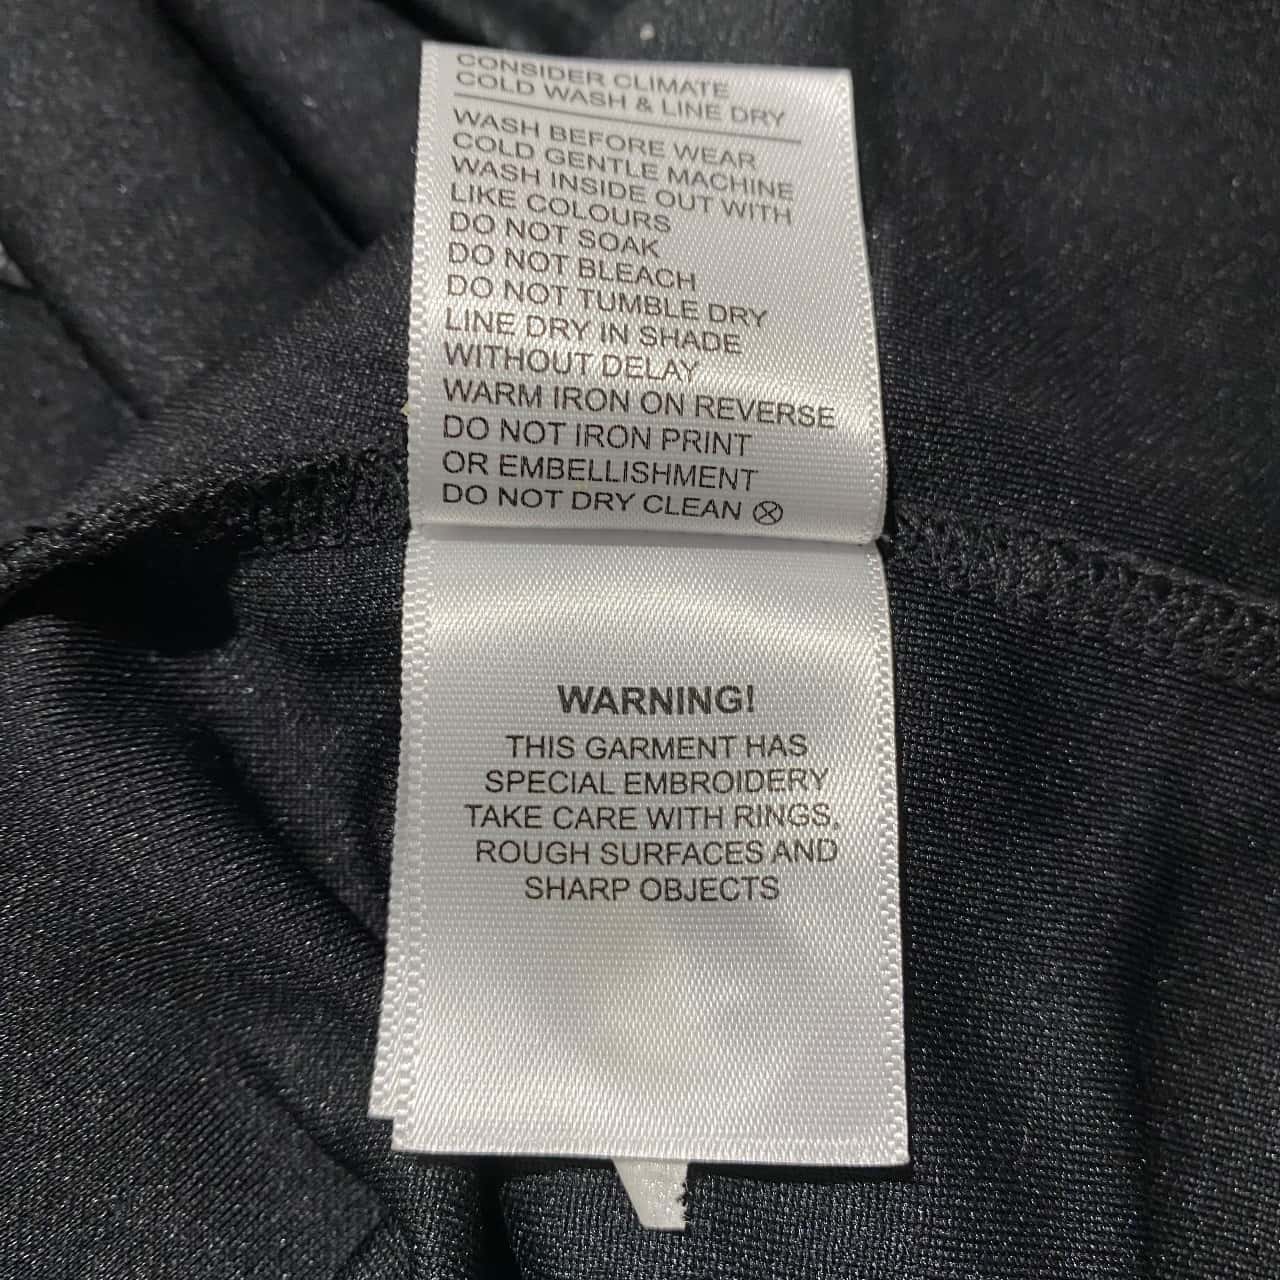 CONSIDER CLIMATE
COLD WASH & LINE DRY
WASH BEFORE WEAR
COLD GENTLE MACHINE
WASH INSIDE OUT WITH
LIKE COLOURS
DO NOT SOAK
DO NOT BLEACH
DO NOT TUMBLE DRY
LINE DRY IN SHADE
WITHOUT DELAY
WARM IRON ON REVERSE
DO NOT IRON PRINT
OR EMBELLISHMENT
DO NOT DRY CLEAN
WARNING!
THIS GARMENT HAS
SPECIAL EMBROIDERY
TAKE CARE WITH RINGS,
ROUGH SURFACES AND
SHARP OBJECTS